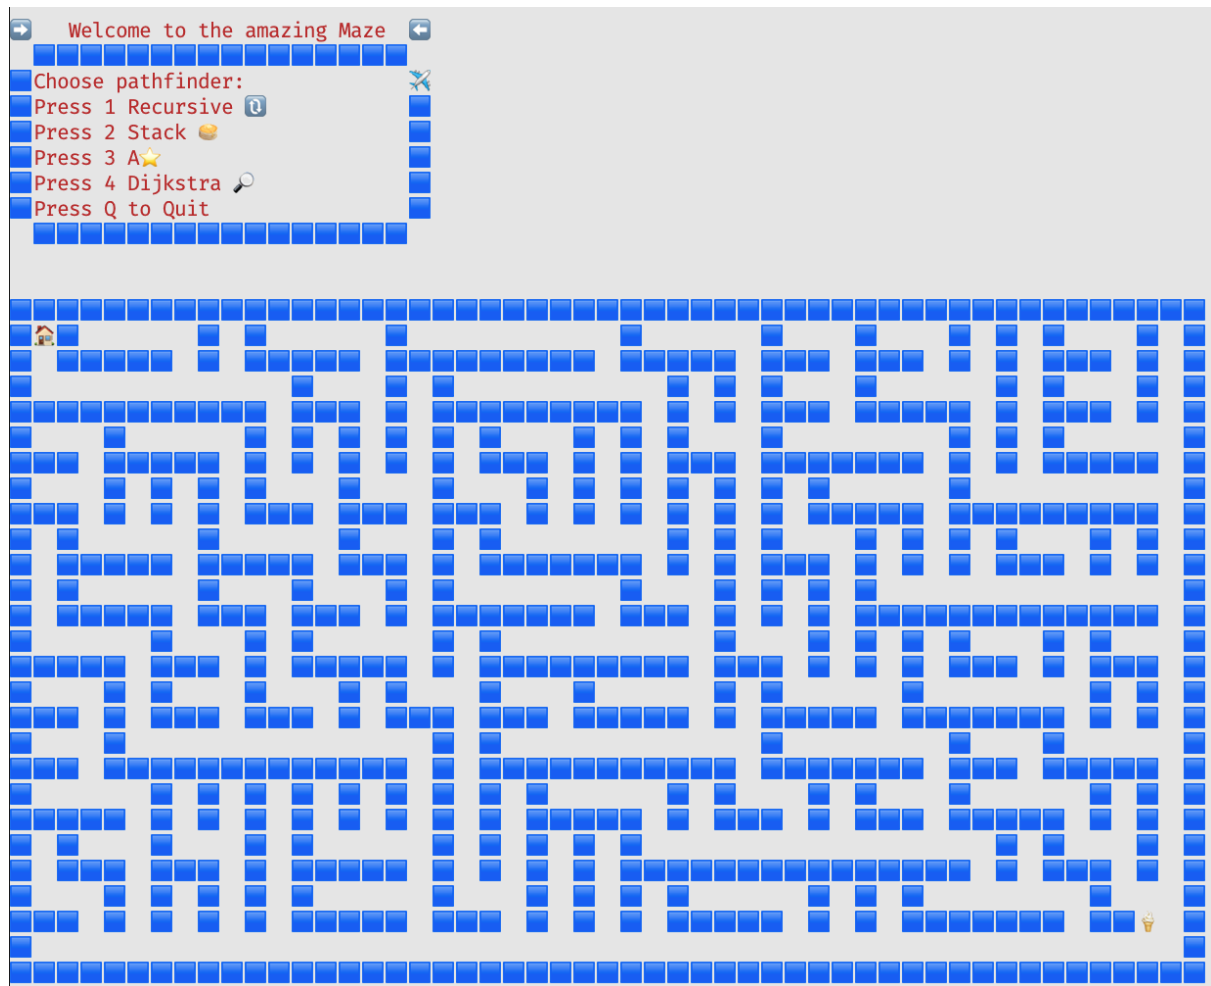 ➡️ Welcome to the amazing Maze ⬅️
Choose pathfinder:
Press 1 Recursive 🔃
Press 2 Stack 🥞
Press 3 A⭐
Press 4 Dijkstra 🔎
Press Q to Quit